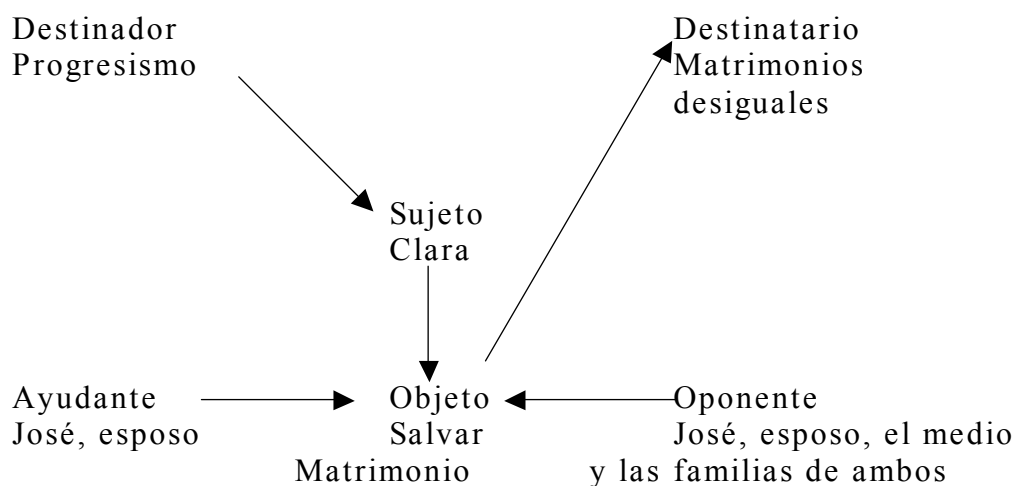 Destinador
Progresismo
Destinatario
Matrimonios
desiguales
Sujeto
Clara
Ayudante
José, esposo
Objeto
Salvar
Matrimonio
Oponente
José, esposo, el medio
y las familias de ambos